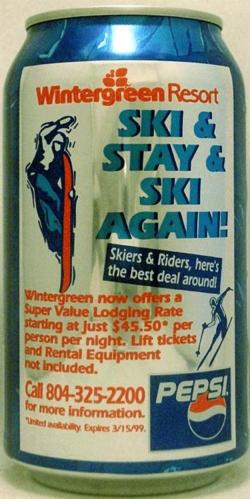 Wintergreen Resort
SKI &
STAY &
SKI
AGAIN!
Skiers & Riders, here's
the best deal around!
Wintergreen now offers a
Super Value Lodging Rate
starting at just $45.50* per
person per night. Lift tickets
and Rental Equipment
not included.
Call 804-325-2200
for more information.
*Limited availability. Expires 3/15/99.
PEPSI